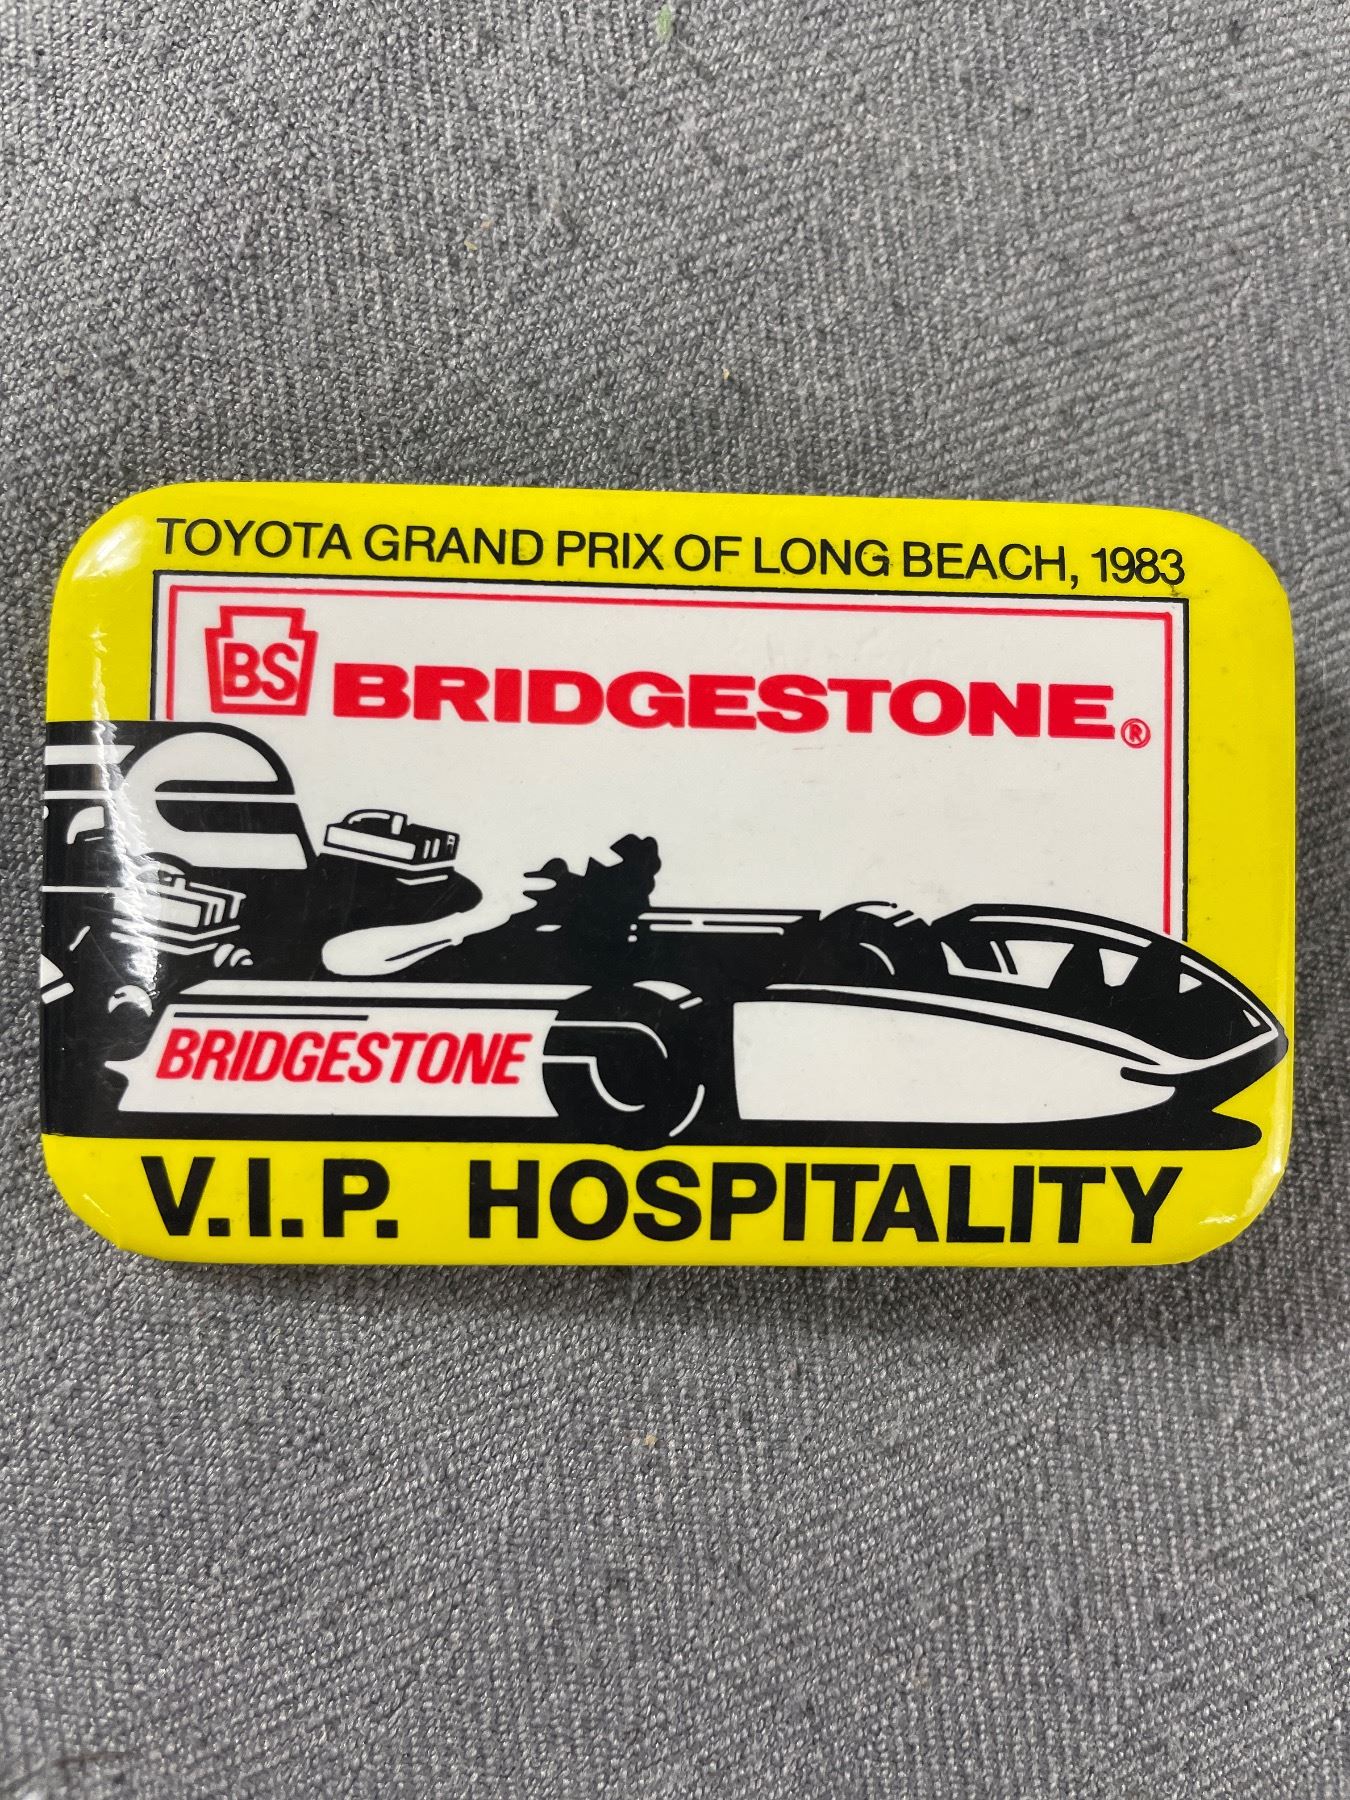 TOYOTA GRAND PRIX OF LONG BEACH, 1983
BS BRIDGESTONE®
BRIDGESTONE
V.I.P. HOSPITALITY